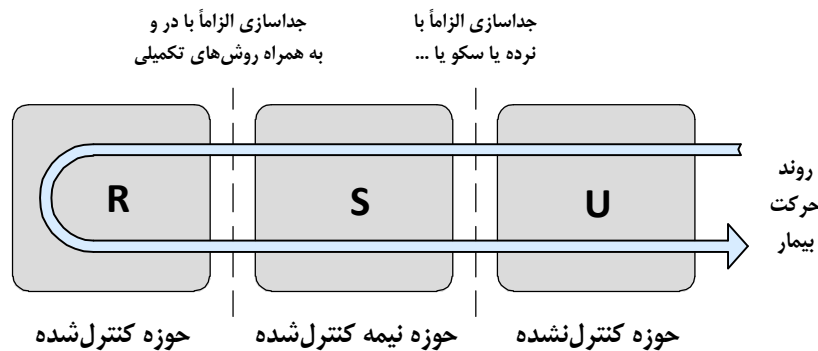 جداسازی الزاماً با
نرده یا سکو یا ...
جداسازی الزاماً با در و
به همراه روش‌های تکمیلی
روند
حرکت
بیمار
U
S
R
حوزه کنترل‌نشده
حوزه نیمه کنترل‌شده
حوزه کنترل‌شده